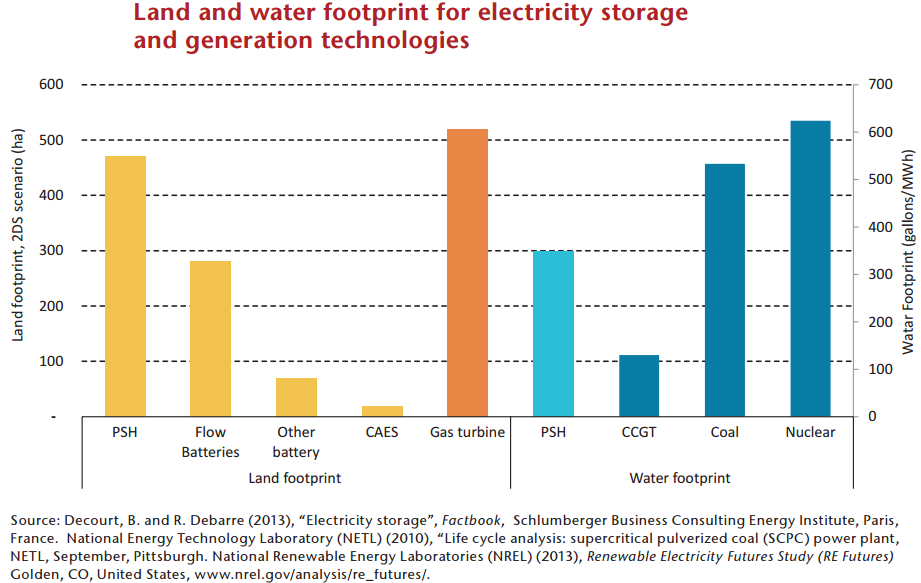 Land and water footprint for electricity storage
and generation technologies
600
500
400
300
200
100
-
Land footprint, 2DS scenario (ha)
700
600
500
400
300
200
100
0
Watar Footprint (gallons/MWh)
PSH
Flow
Batteries
Other
battery
CAES
Gas turbine
PSH
CCGT
Coal
Nuclear
Land footprint
Water footprint
Source: Decourt, B. and R. Debarre (2013), “Electricity storage”, Factbook, Schlumberger Business Consulting Energy Institute, Paris,
France. National Energy Technology Laboratory (NETL) (2010), “Life cycle analysis: supercritical pulverized coal (SCPC) power plant,
NETL, September, Pittsburgh. National Renewable Energy Laboratories (NREL) (2013), Renewable Electricity Futures Study (RE Futures)
Golden, CO, United States, www.nrel.gov/analysis/re_futures/.